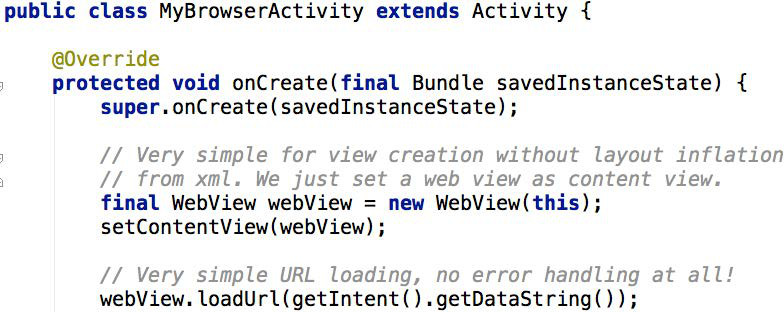 public class MyBrowserActivity extends Activity {
@Override
protected void onCreate(final Bundle savedInstanceState) {
super.onCreate(savedInstanceState);
// Very simple for view creation without layout inflation
// from xml. We just set a web view as content view.
final WebView webView = new WebView(this);
setContentView(webView);
// Very simple URL loading, no error handling at all!
webView.loadUrl(getIntent().getDataString());